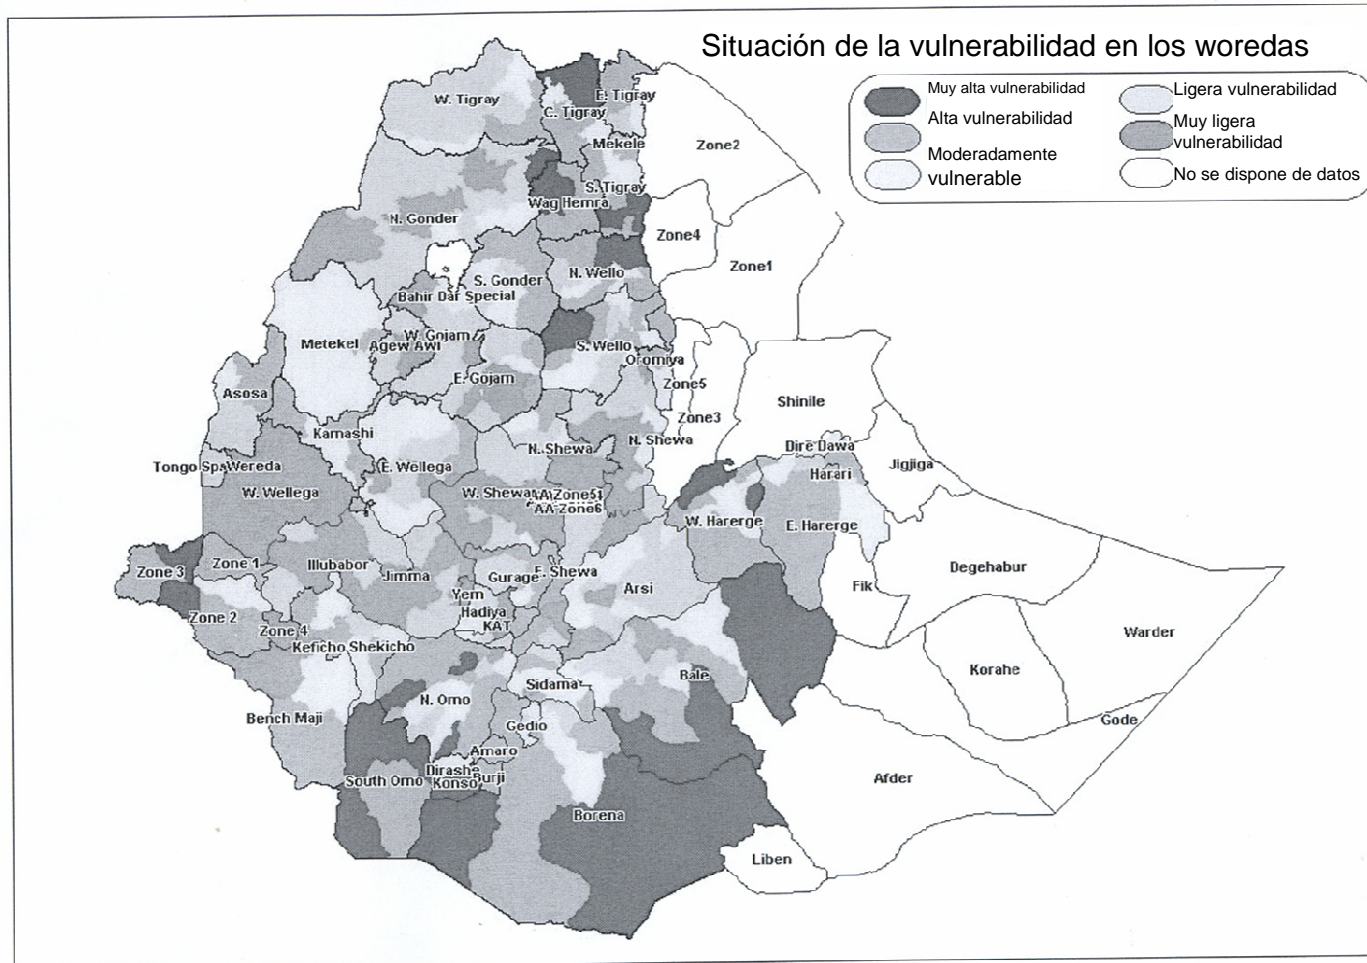 Situación de la vulnerabilidad en los woredas
Muy alta vulnerabilidad
Alta vulnerabilidad
Moderadamente
vulnerable
Ligera vulnerabilidad
Muy ligera
vulnerabilidad
No se dispone de datos
W. Tigray
C. Tigray
E. Tigray
Mekele
Zone2
S. Tigray
Wag Hemra
N. Gonder
Zone4
Zone1
S. Gonder
N. Wello
Bahir Dar Special
Metekel
W. Gojam
Agew Awi
S. Wello
Oromiya
E. Gojam
Zone5
Zone3
Asosa
Shinile
Kamashi
N. Shewa
N. Shewa
Dire Dawa
Jigjiga
Harari
Tongo Sp. Wereda
E. Wellega
W. Wellega
W. Shewa
AA Zone6
W. Harerge
E. Harerge
Zone 3
Zone 1
Illubabor
Jimma
Gurage
E. Shewa
Arsi
Fik
Degehabur
Yem
Hadiya
KAT
Zone 2
Zone 4
Keficho Shekicho
Warder
Korahe
Bale
Sidama
N. Omo
Bench Maji
Gedio
Gode
Amaro
Dirashe
Konso
Burji
South Omo
Afder
Borena
Liben